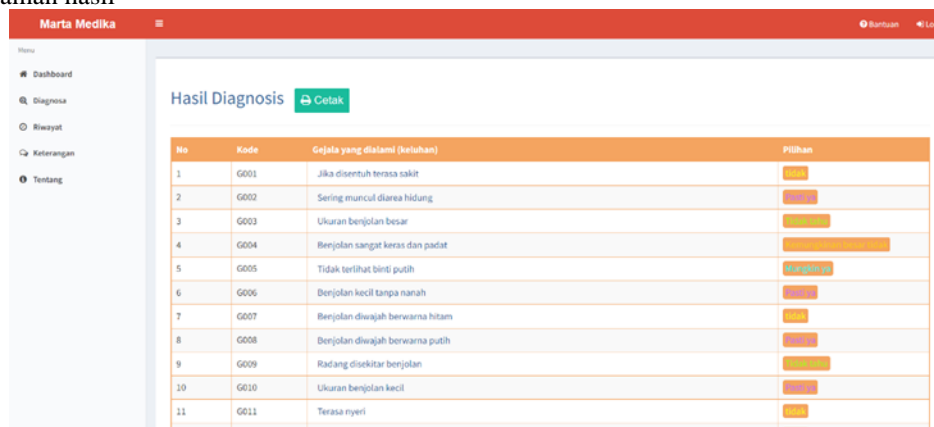 hasil
Marta Medika
Bantuan
Menu
Dashboard
Diagnosa
Riwayat
Keterangan
Tentang
Hasil Diagnosis Cetak
No Kode Gejala yang dialami (keluhan) Pilihan
1 G001 Jika disentuh terasa sakit tidak
2 G002 Sering muncul diarea hidung Pasti ya
3 G003 Ukuran benjolan besar Tidak tahu
4 G004 Benjolan sangat keras dan padat Kemungkinan besar tidak
5 G005 Tidak terlihat binti putih Mungkin ya
6 G006 Benjolan kecil tanpa nanah Pasti ya
7 G007 Benjolan diwajah berwarna hitam tidak
8 G008 Benjolan diwajah berwarna putih Pasti ya
9 G009 Radang disekitar benjolan Tidak tahu
10 G010 Ukuran benjolan kecil Pasti ya
11 G011 Terasa nyeri tidak